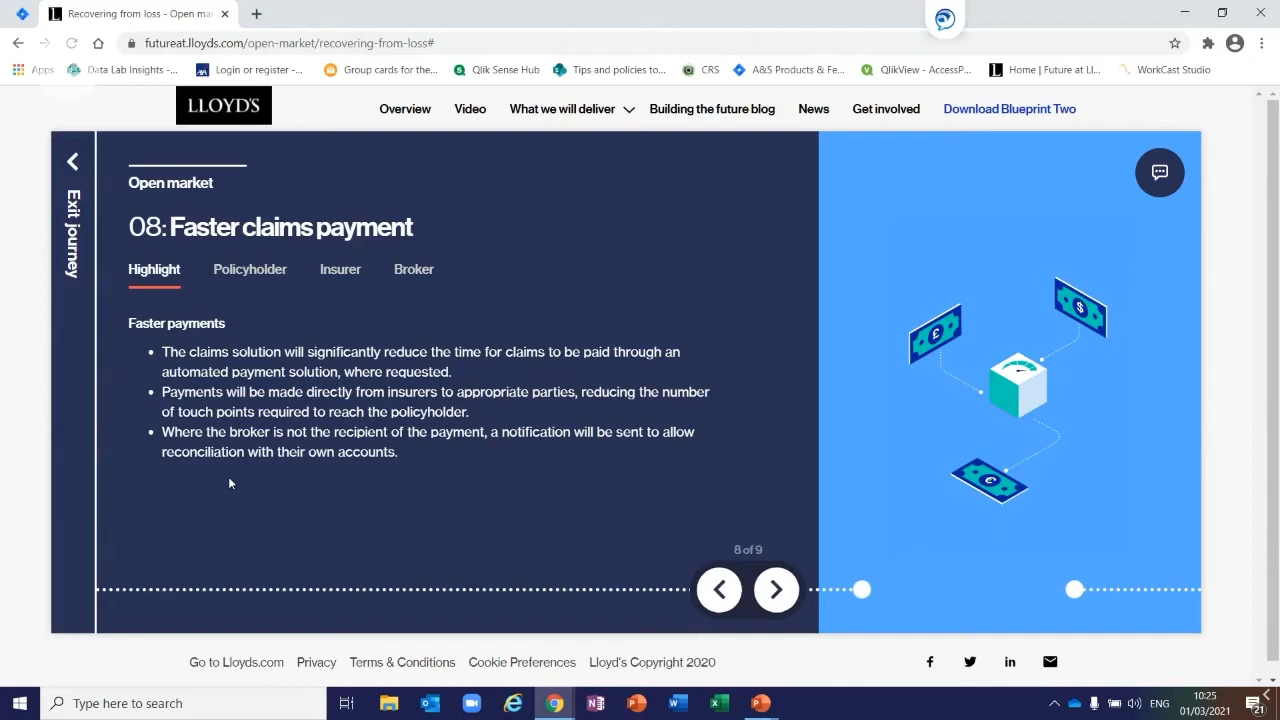 Recovering from loss - Open mar
futureat.lloyds.com/open-market/recovering-from-loss#
Apps
Data Lab Insights -...
Login or register -...
Group cards for the...
Qlik Sense Hub
Tips and policies to...
CRS
A&S Products & Fe...
QlikView - AccessP...
Home | Future at Ll...
WorkCast Studio
LLOYD'S
Overview
Video
What we will deliver
Building the future blog
News
Get involved
Download Blueprint Two
Exit journey
Open market
08: Faster claims payment
Highlight
Policyholder
Insurer
Broker
Faster payments
• The claims solution will significantly reduce the time for claims to be paid through an
automated payment solution, where requested.
• Payments will be made directly from insurers to appropriate parties, reducing the number
of touch points required to reach the policyholder.
• Where the broker is not the recipient of the payment, a notification will be sent to allow
reconciliation with their own accounts.
£
$
€
8 of 9
Go to Lloyds.com
Privacy
Terms & Conditions
Cookie Preferences
Lloyd's Copyright 2020
Type here to search
ENG
10:25
01/03/2021
21